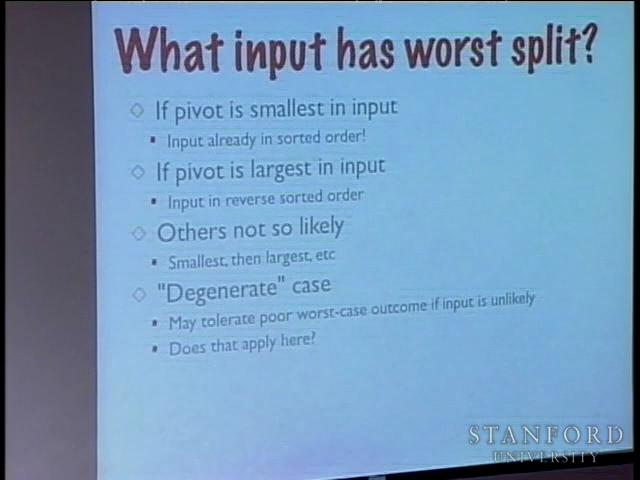 What input has worst split?
If pivot is smallest in input
Input already in sorted order!
If pivot is largest in input
Input in reverse sorted order
Others not so likely
Smallest, then largest, etc
"Degenerate" case
May tolerate poor worst-case outcome if input is unlikely
Does that apply here?
STANFORD
UNIVERSITY